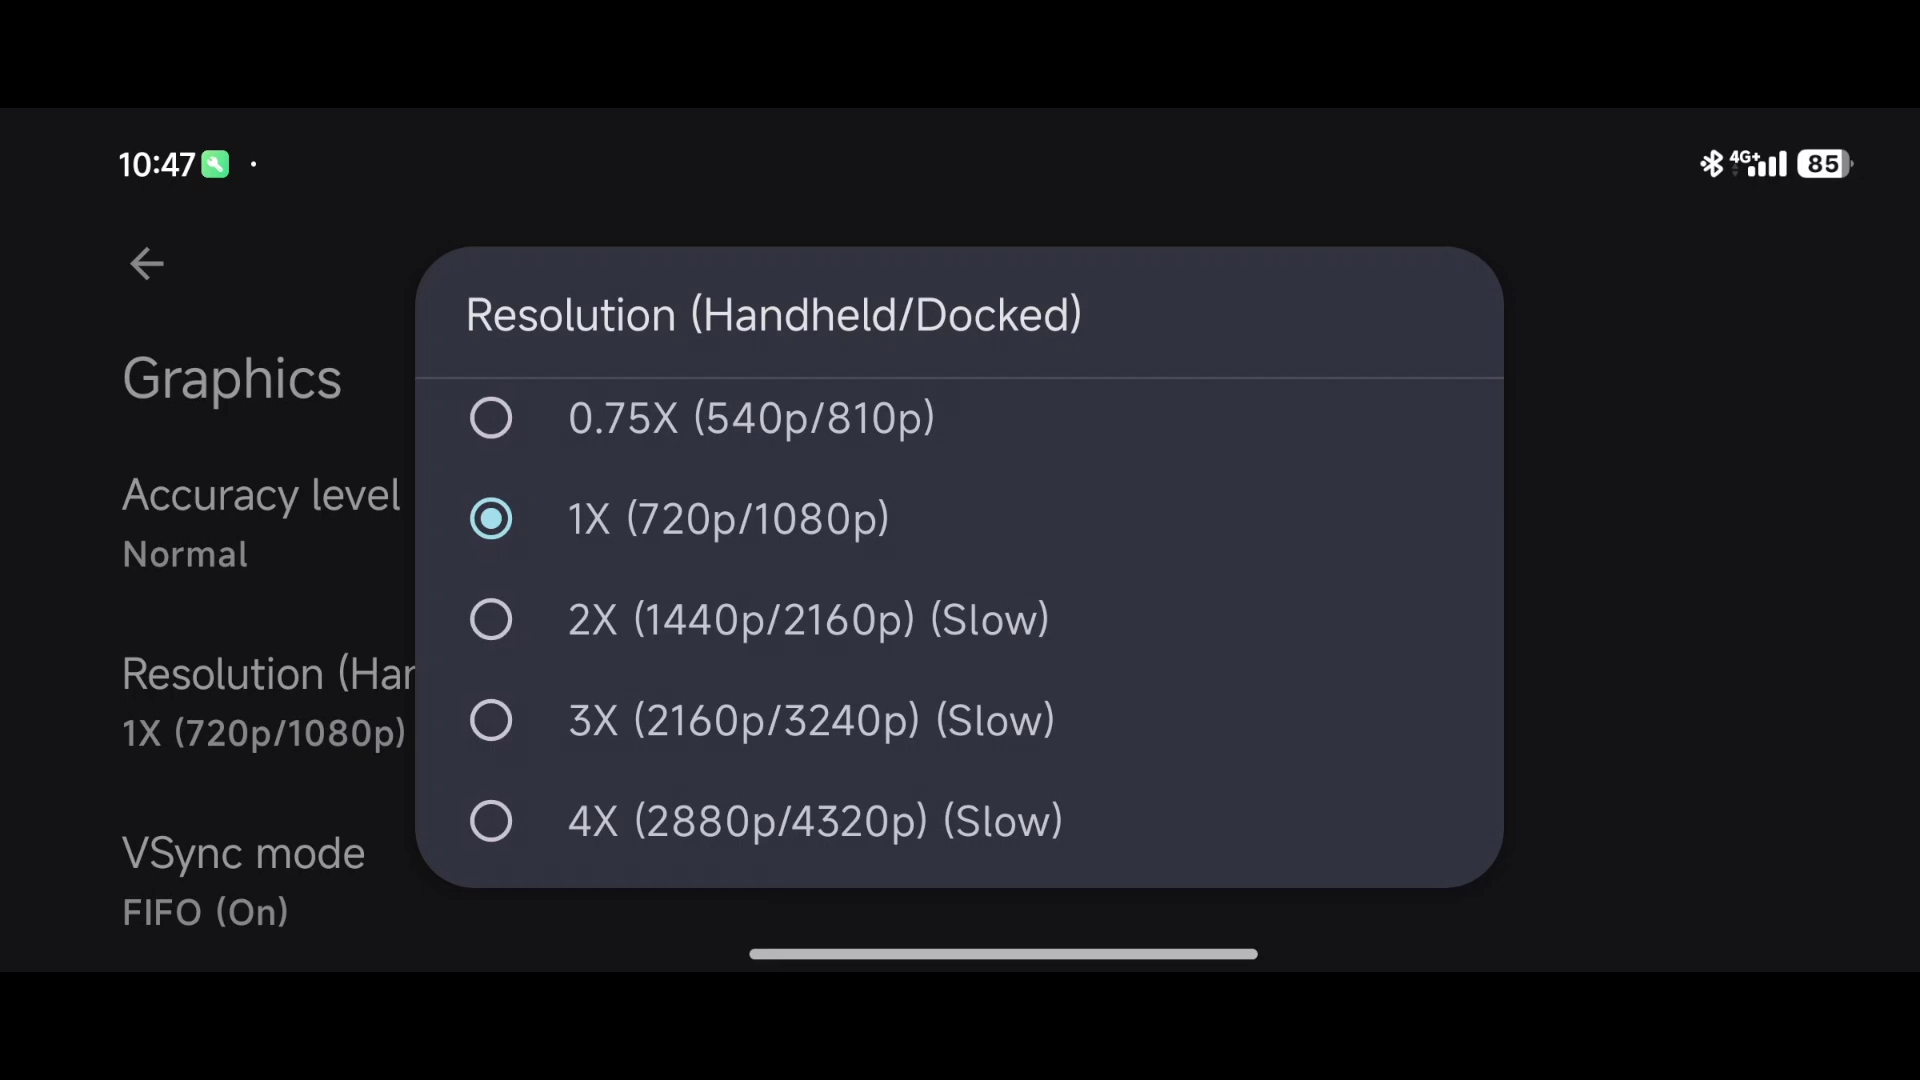 10:47
4G+
85
Resolution (Handheld/Docked)
0.75X (540p/810p)
1X (720p/1080p)
2X (1440p/2160p) (Slow)
3X (2160p/3240p) (Slow)
4X (2880p/4320p) (Slow)
Graphics
Accuracy level
Normal
Resolution (Han
1X (720p/1080p)
VSync mode
FIFO (On)